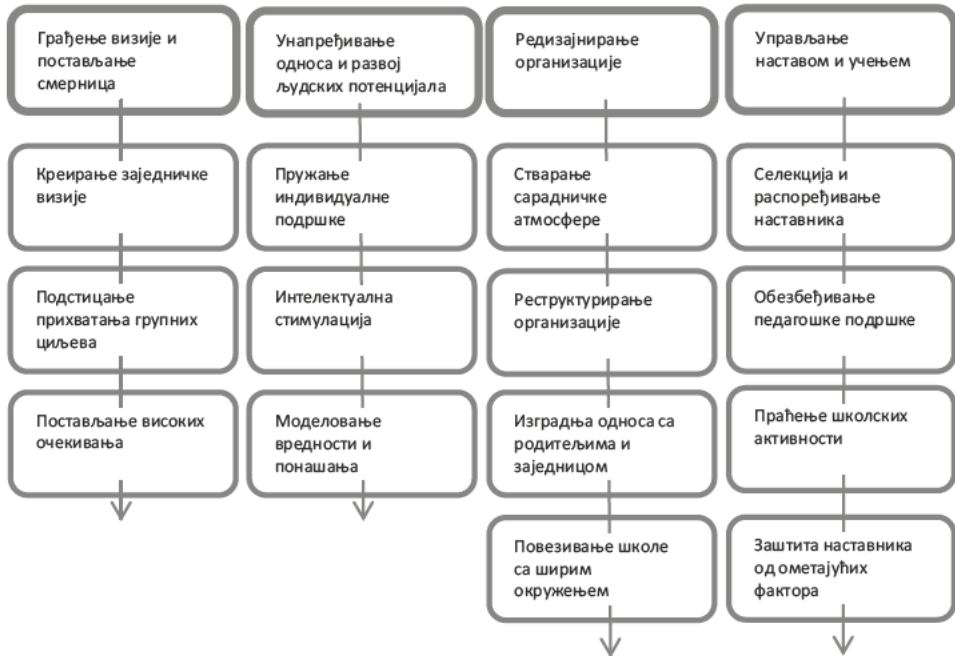 Грађење визије и
постављање
смерница
Креирање заједничке
визије
Подстицање
прихватања групних
циљева
Постављање високих
очекивања
Унапређивање
односа и развој
људских потенцијала
Пружање
индивидуалне
подршке
Интелектуална
стимулација
Моделовање
вредности и
понашања
Редизајнирање
организације
Стварање
сарадничке
атмосфере
Реструктурирање
организације
Изградња односа са
родитељима и
заједницом
Повезивање школе
са ширим
окружењем
Управљање
наставом и учењем
Селекција и
распоређивање
наставника
Обезбеђивање
педагошке подршке
Праћење школских
активности
Заштита наставника
од ометајућих
фактора